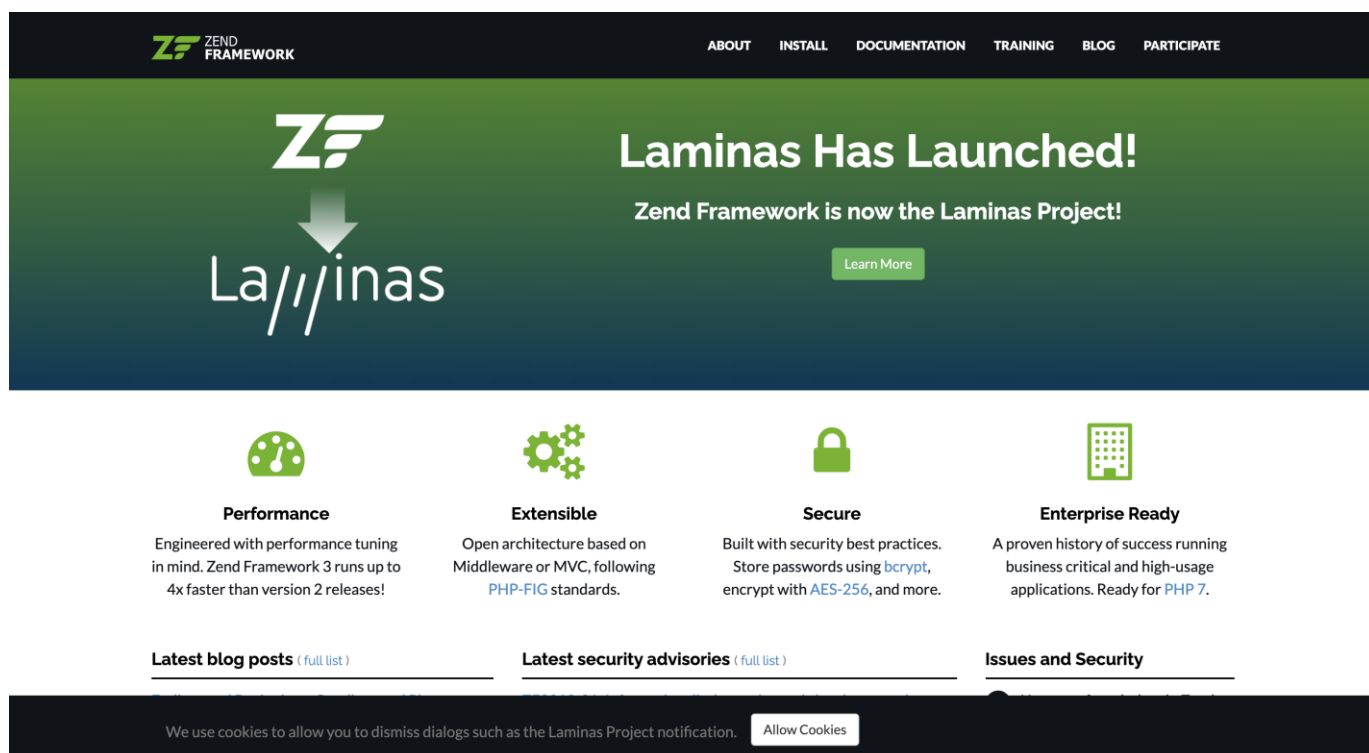 ZF ZEND
FRAMEWORK
ABOUT INSTALL DOCUMENTATION TRAINING BLOG PARTICIPATE
ZF
Laminas
Laminas Has Launched!
Zend Framework is now the Laminas Project!
Learn More
Performance
Engineered with performance tuning
in mind. Zend Framework 3 runs up to
4x faster than version 2 releases!
Extensible
Open architecture based on
Middleware or MVC, following
PHP-FIG standards.
Secure
Built with security best practices.
Store passwords using bcrypt,
encrypt with AES-256, and more.
Enterprise Ready
A proven history of success running
business critical and high-usage
applications. Ready for PHP 7.
Latest blog posts ( full list )
Latest security advisories ( full list )
Issues and Security
We use cookies to allow you to dismiss dialogs such as the Laminas Project notification.
Allow Cookies